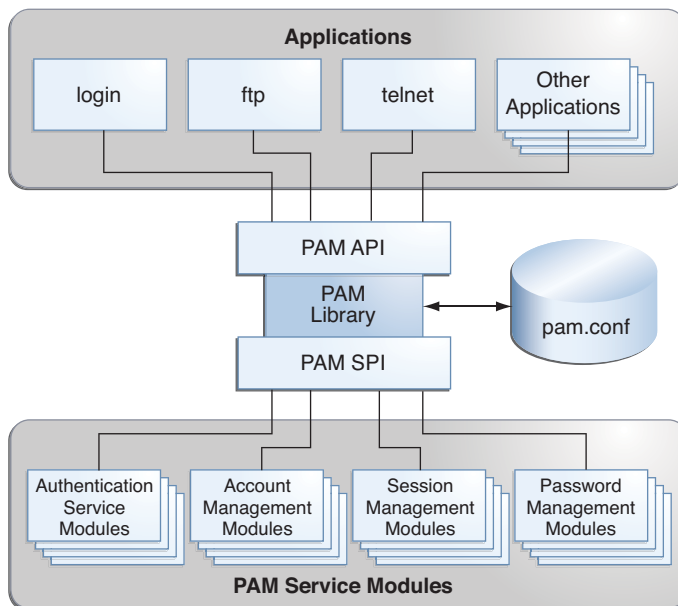 Applications
login
ftp
telnet
Other
Applications
PAM API
PAM
Library
pam.conf
PAM SPI
Authentication
Service
Modules
Account
Management
Modules
Session
Management
Modules
Password
Management
Modules
PAM Service Modules